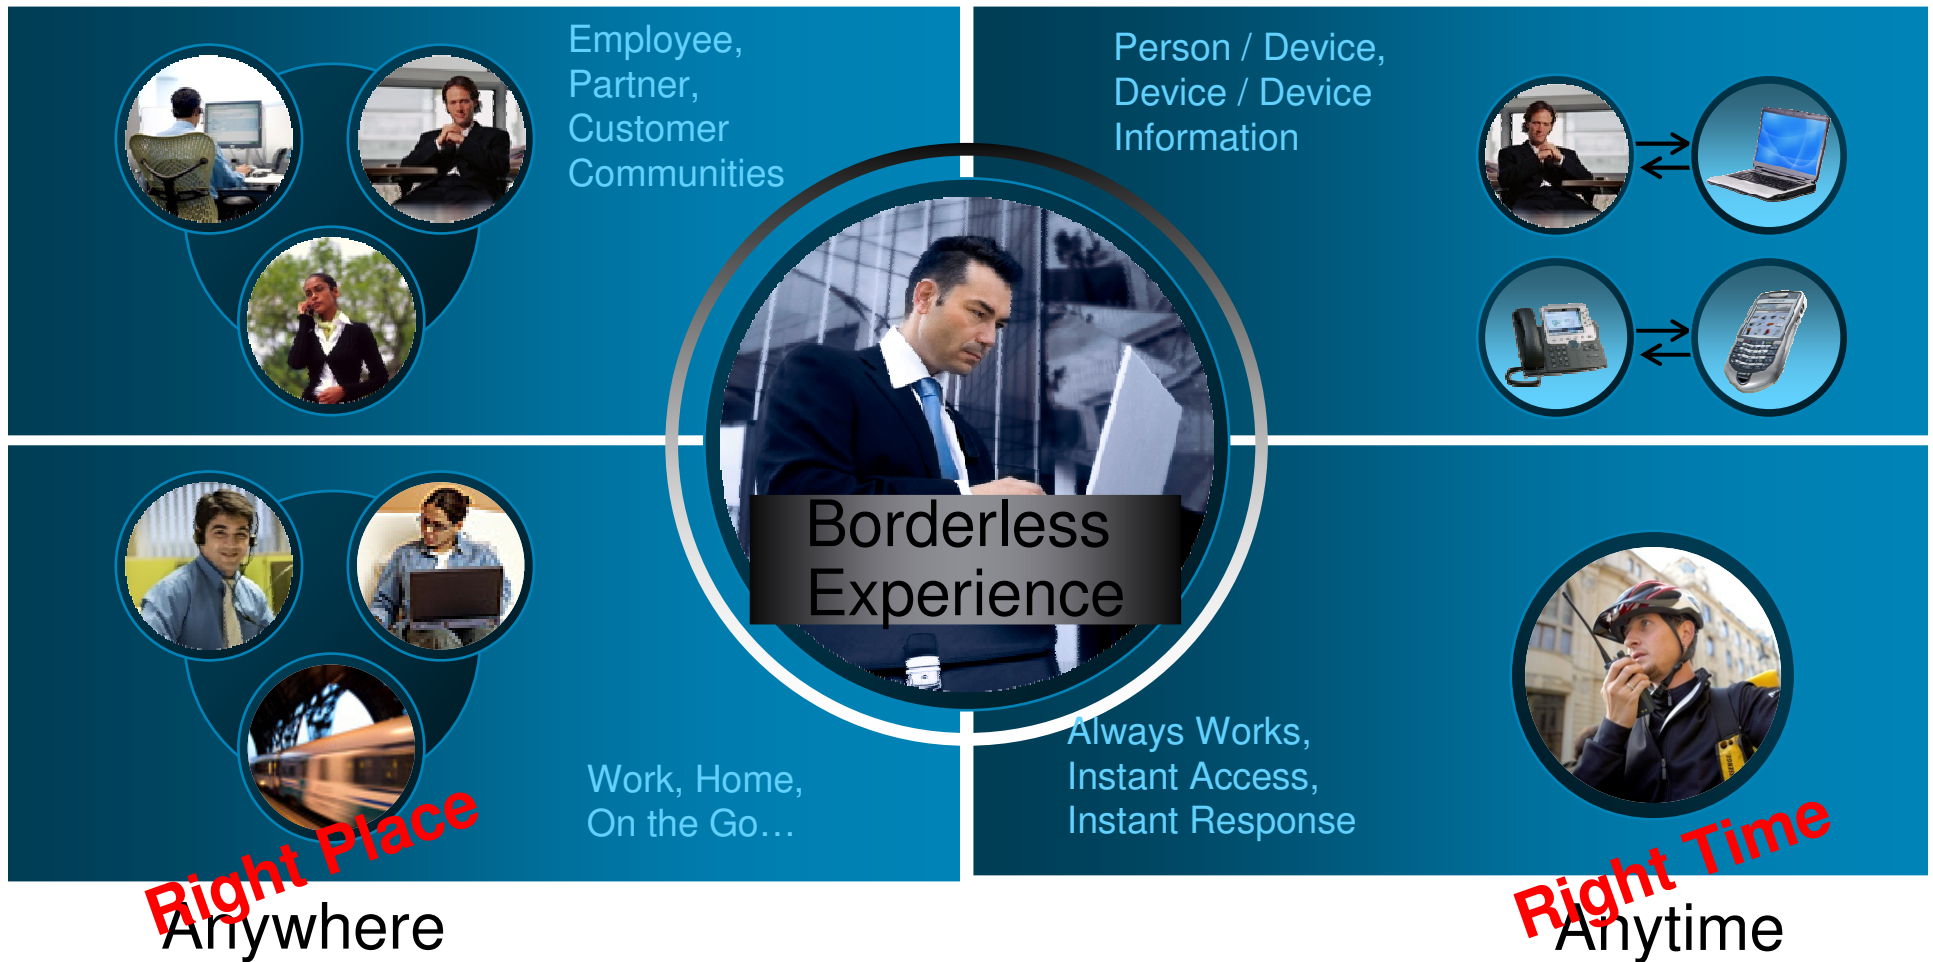 Employee,
Partner,
Customer
Communities
Person / Device,
Device / Device
Information
Borderless
Experience
Work, Home,
On the Go…
Always Works,
Instant Access,
Instant Response
Right Place
Anywhere
Right Time
Anytime